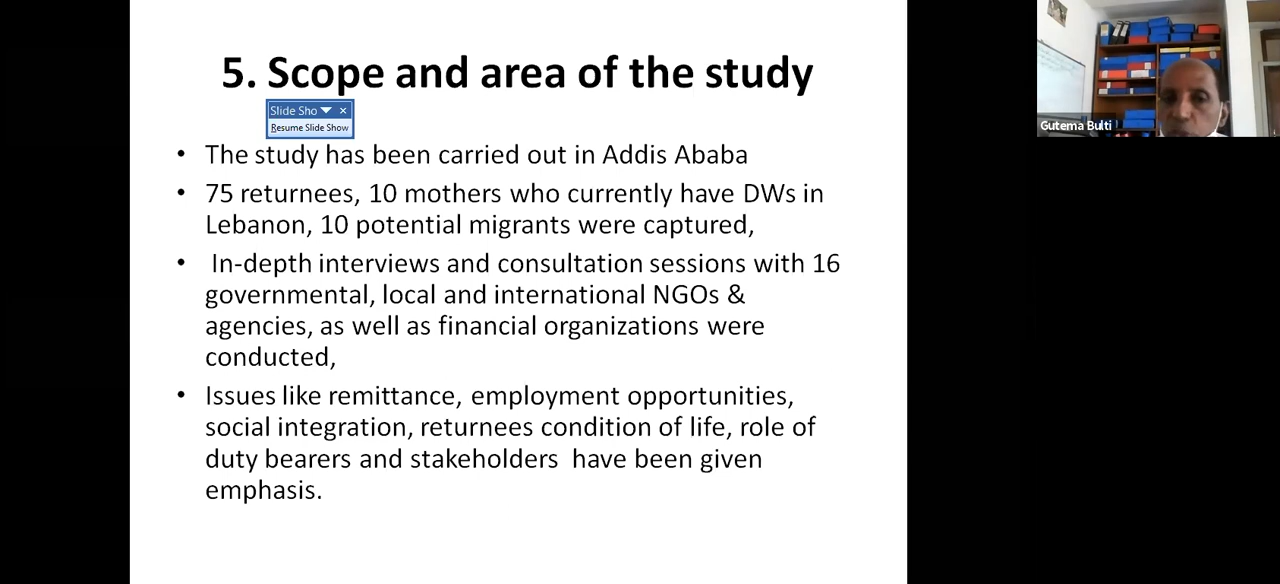 5. Scope and area of the study
Slide Sho
Resume Slide Show
• The study has been carried out in Addis Ababa
• 75 returnees, 10 mothers who currently have DWs in
Lebanon, 10 potential migrants were captured,
• In-depth interviews and consultation sessions with 16
governmental, local and international NGOs &
agencies, as well as financial organizations were
conducted,
• Issues like remittance, employment opportunities,
social integration, returnees condition of life, role of
duty bearers and stakeholders have been given
emphasis.
Gutema Bulti